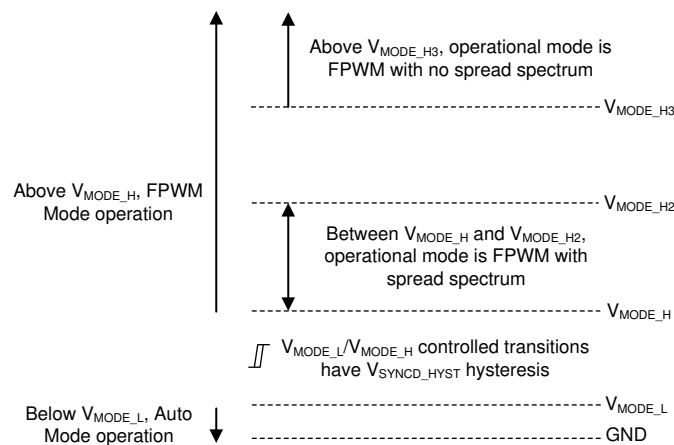 Above V_MODE_H3, operational mode is
FPWM with no spread spectrum
V_MODE_H3
Above V_MODE_H, FPWM
Mode operation
V_MODE_H2
Between V_MODE_H and V_MODE_H2,
operational mode is FPWM with
spread spectrum
V_MODE_H
V_MODE_L/V_MODE_H controlled transitions
have V_SYNCD_HYST hysteresis
V_MODE_L
Below V_MODE_L, Auto
Mode operation
GND